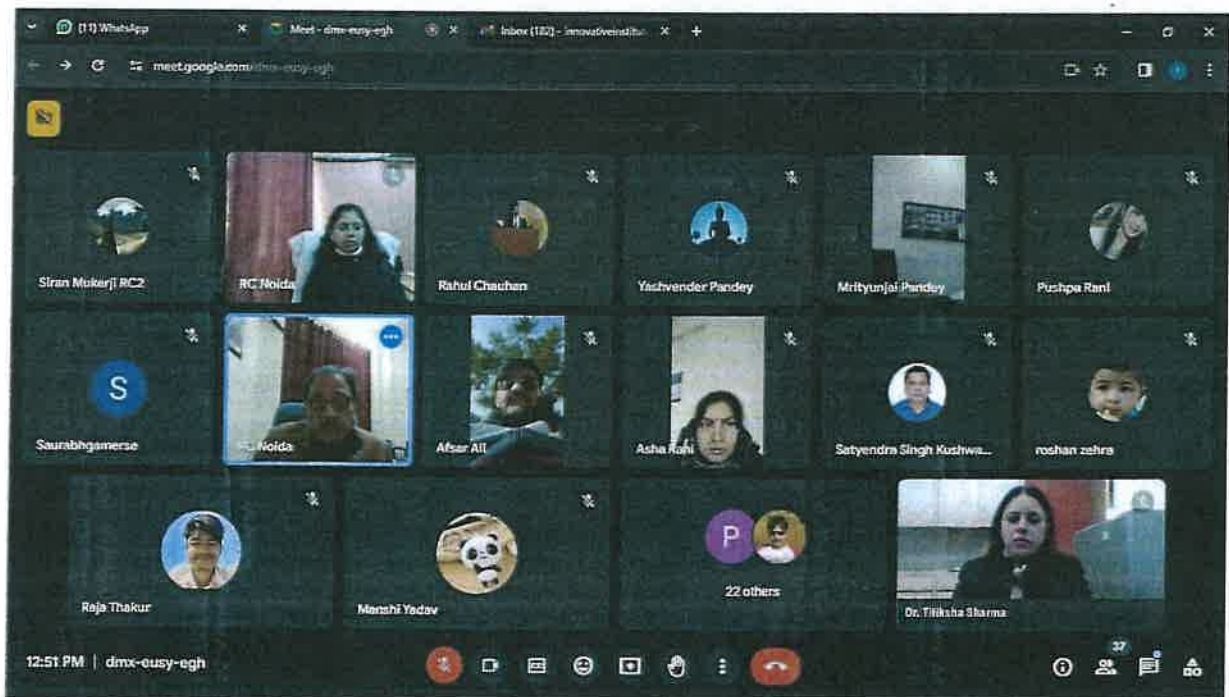 (11) WhatsApp
Meet - dmx-eusy-egh
Inbox (182) - innovativeinstitu
meet.google.com/dmx-eusy-egh
Siran Mukerji RC2
RC Noida
Rahul Chauhan
Yashvender Pandey
Mrityunjai Pandey
Pushpa Rani
S
Saurabhgamerse
RC Noida
Afsar Ali
Asha Rani
Satyendra Singh Kushwa...
roshan zehra
Raja Thakur
Manshi Yadav
P
22 others
Dr. Titiksha Sharma
12:51 PM | dmx-eusy-egh
37